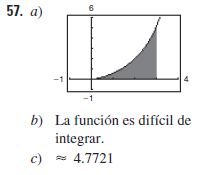 57. a)
6
-1
4
-1
b) La función es difícil de
integrar.
c) ≈ 4.7721